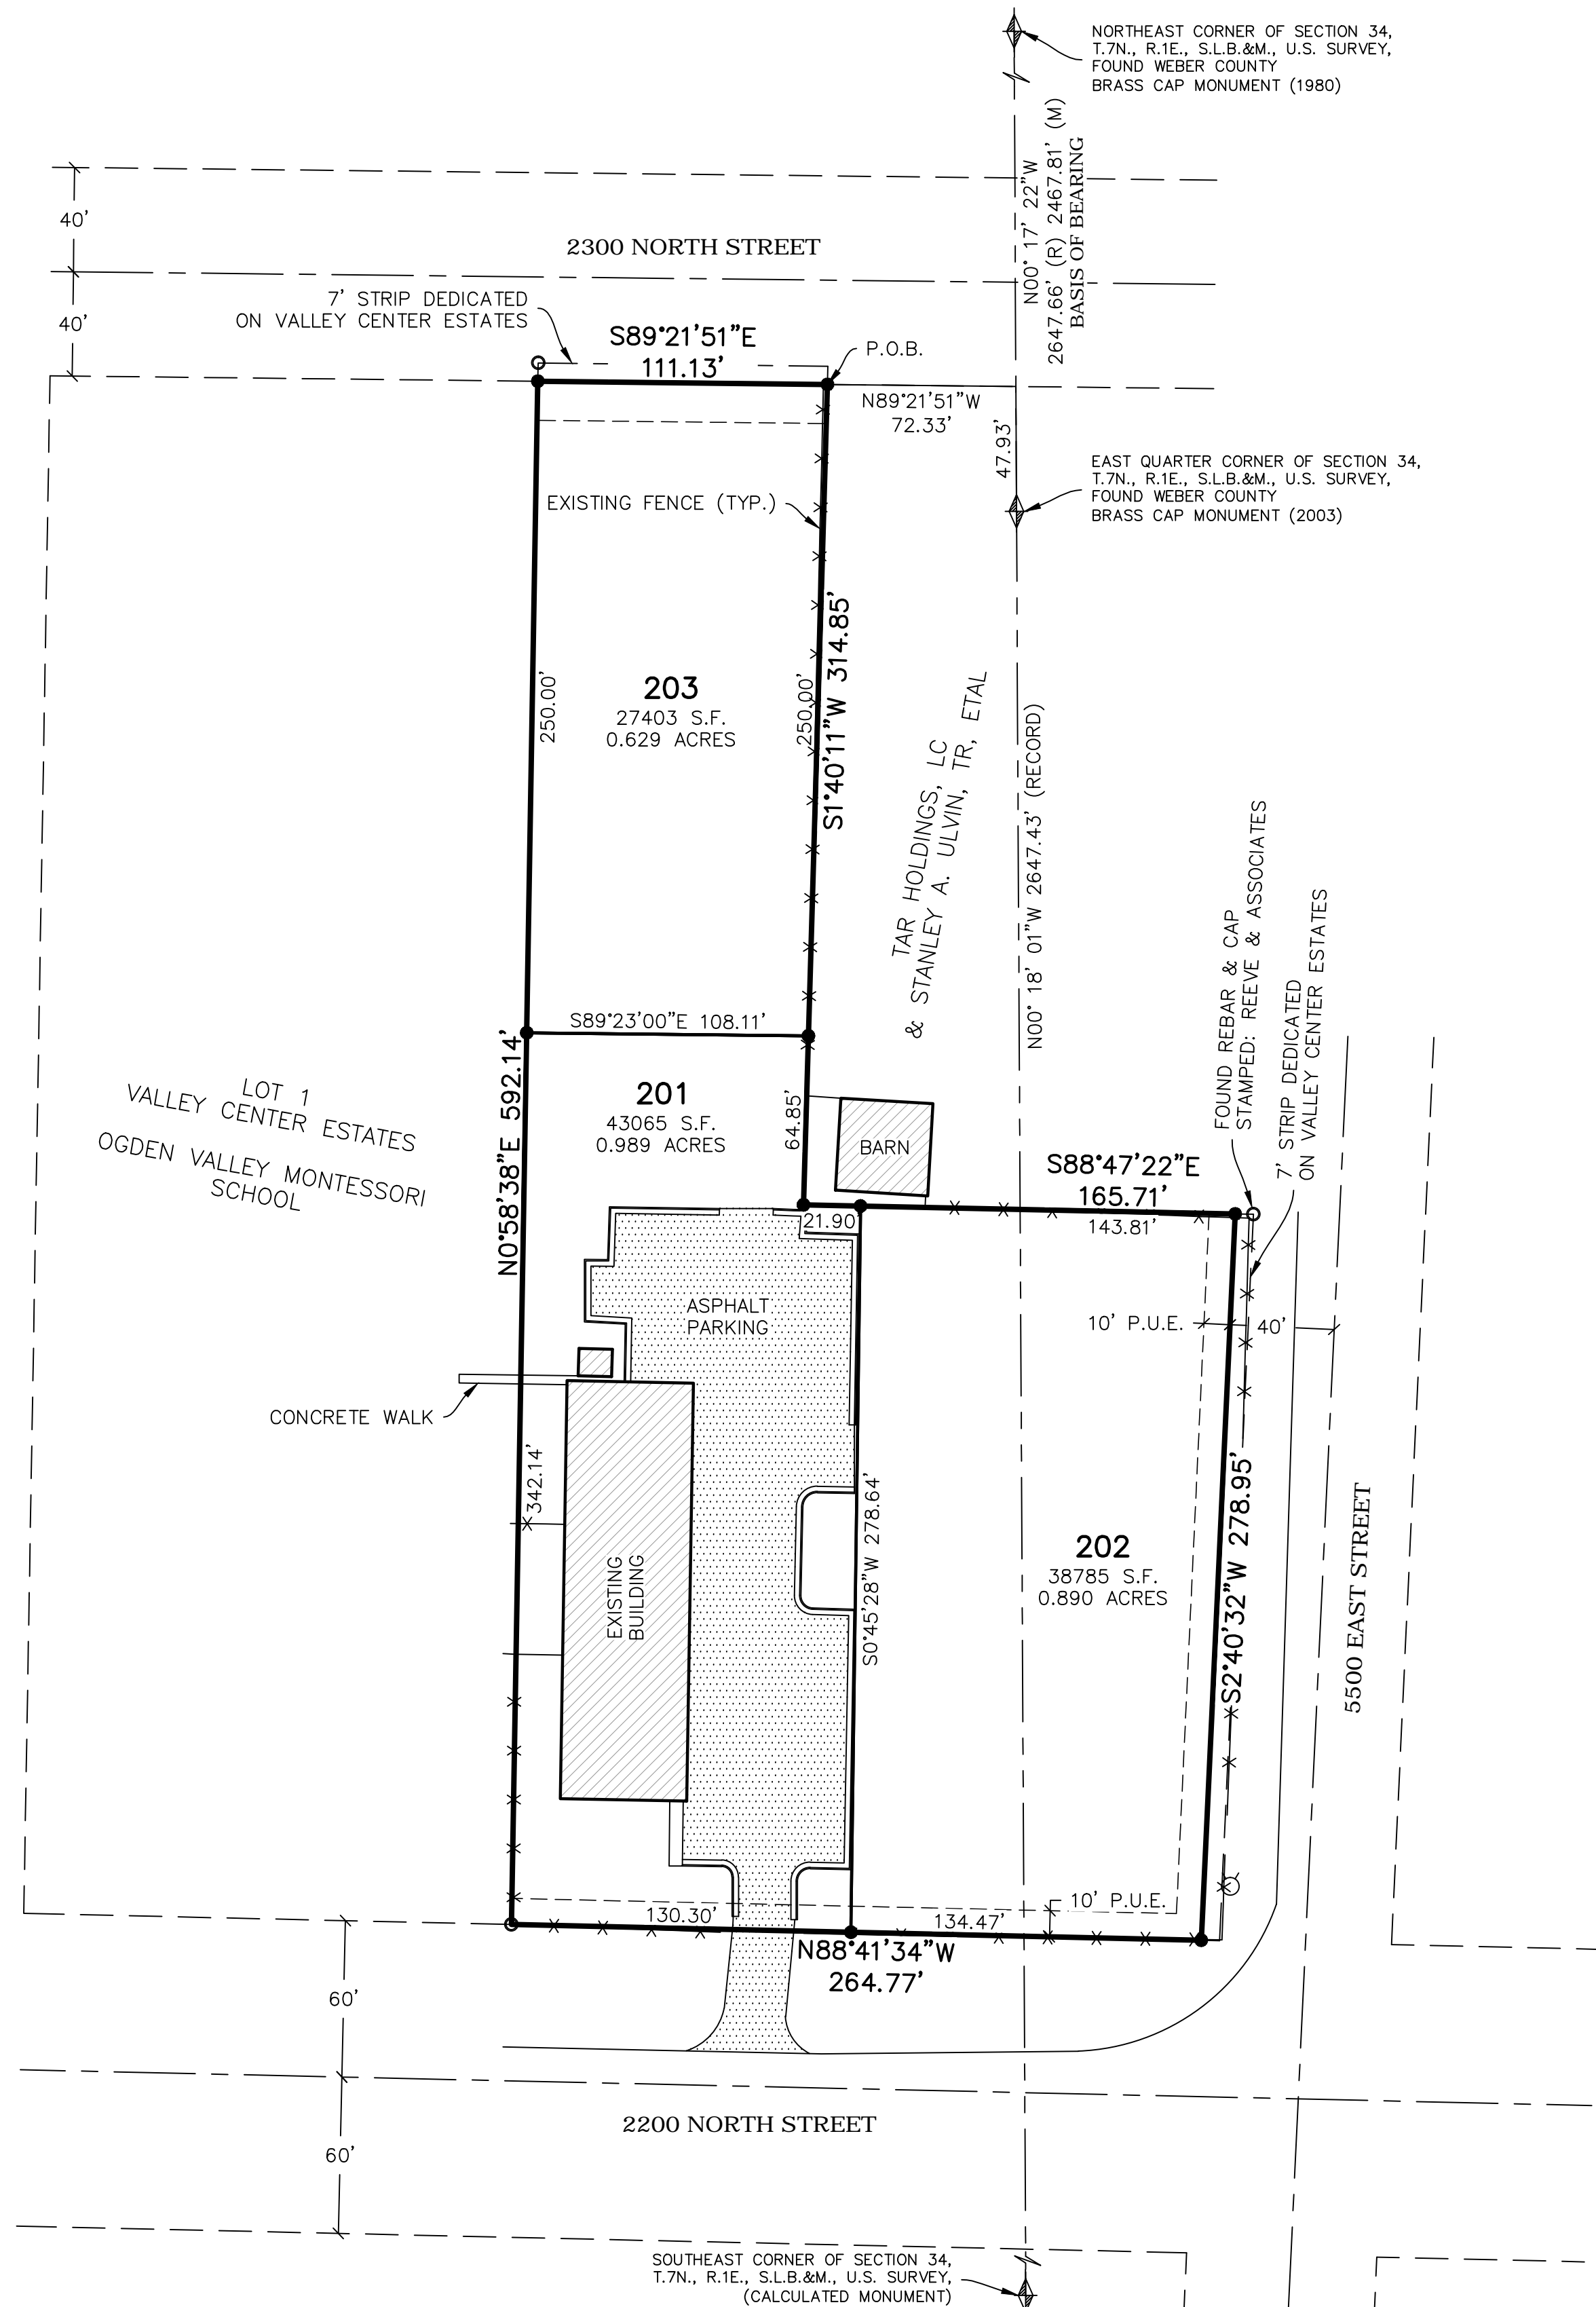 NORTHEAST CORNER OF SECTION 34,
T.7N., R.1E., S.L.B.&M., U.S. SURVEY,
FOUND WEBER COUNTY
BRASS CAP MONUMENT (1980)
N00° 17' 22"W
2647.66' (R) 2467.81' (M)
BASIS OF BEARING
40'
2300 NORTH STREET
40'
7' STRIP DEDICATED
ON VALLEY CENTER ESTATES
S89°21'51"E
111.13'
P.O.B.
N89°21'51"W
72.33'
47.93'
EAST QUARTER CORNER OF SECTION 34,
T.7N., R.1E., S.L.B.&M., U.S. SURVEY,
FOUND WEBER COUNTY
BRASS CAP MONUMENT (2003)
EXISTING FENCE (TYP.)
250.00'
203
27403 S.F.
0.629 ACRES
250.00'
S1°40'11"W 314.85'
TAR HOLDINGS, LC
& STANLEY A. ULVIN, TR, ETAL
N00° 18' 01"W 2647.43' (RECORD)
FOUND REBAR & CAP
STAMPED: REEVE & ASSOCIATES
7' STRIP DEDICATED
ON VALLEY CENTER ESTATES
S89°23'00"E 108.11'
N0°58'38"E 592.14'
201
43065 S.F.
0.989 ACRES
64.85'
BARN
LOT 1
VALLEY CENTER ESTATES
OGDEN VALLEY MONTESSORI
SCHOOL
S88°47'22"E
165.71'
21.90'
143.81'
ASPHALT
PARKING
10' P.U.E.
40'
CONCRETE WALK
342.14'
EXISTING
BUILDING
S0°45'28"W 278.64'
202
38785 S.F.
0.890 ACRES
S2°40'32"W 278.95'
5500 EAST STREET
10' P.U.E.
130.30'
134.47'
N88°41'34"W
264.77'
60'
2200 NORTH STREET
60'
SOUTHEAST CORNER OF SECTION 34,
T.7N., R.1E., S.L.B.&M., U.S. SURVEY,
(CALCULATED MONUMENT)